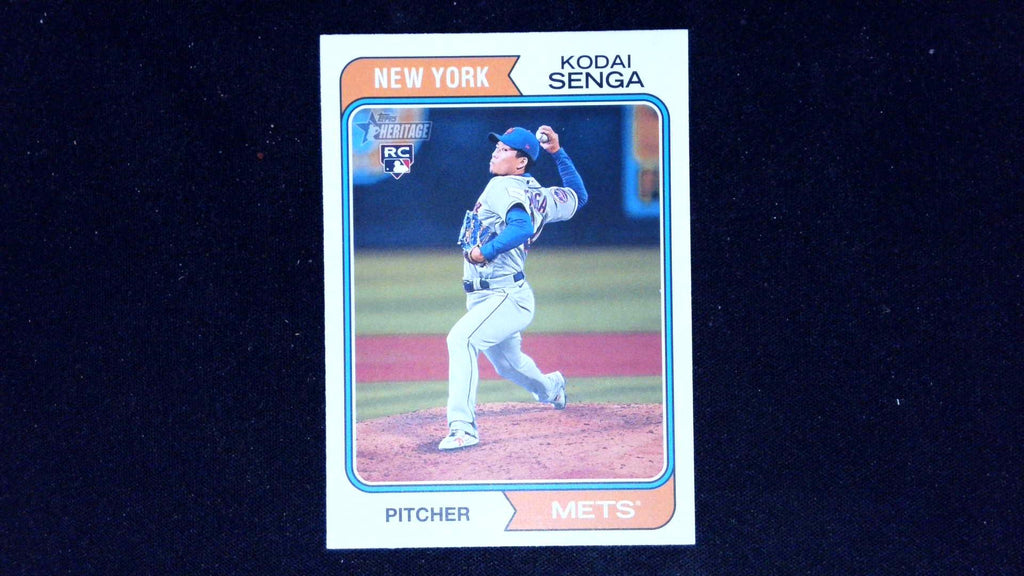 NEW YORK
KODAI
SENGA
Topps
HERITAGE
RC
PITCHER
METS